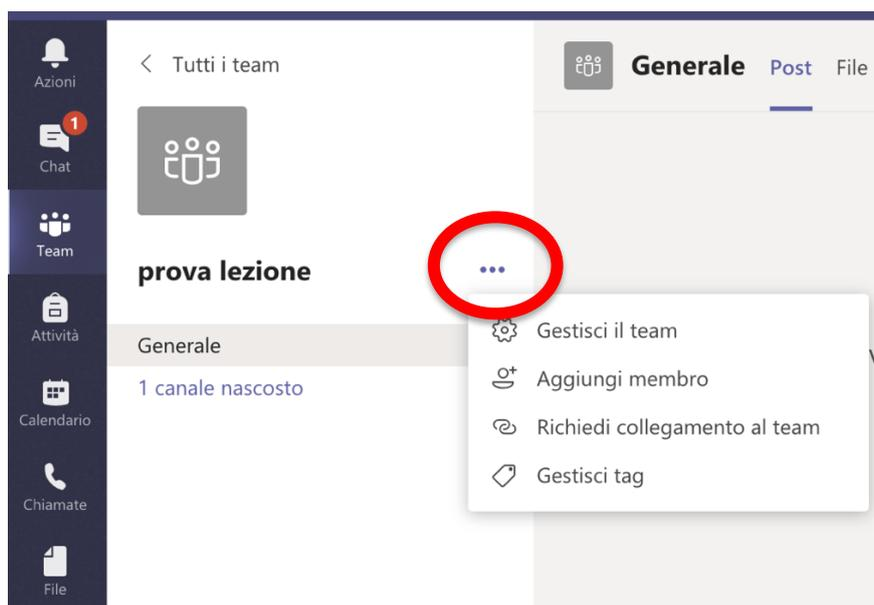 Azioni
1
Chat
Team
Attività
Calendario
Chiamate
File
Tutti i team
prova lezione
Generale
1 canale nascosto
Generale Post File
Gestisci il team
Aggiungi membro
Richiedi collegamento al team
Gestisci tag